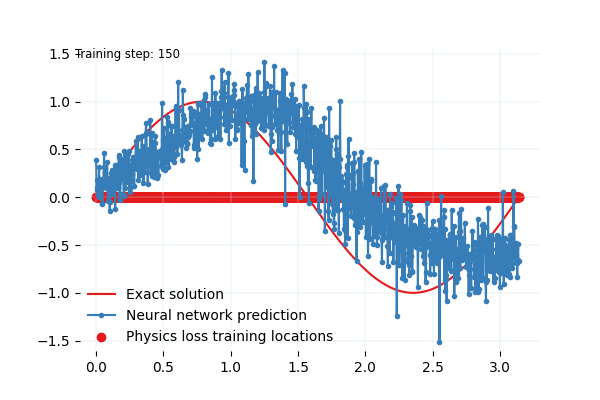 Training step: 150
1.5
1.0
0.5
0.0
−0.5
−1.0
−1.5
Exact solution
Neural network prediction
Physics loss training locations
0.0 0.5 1.0 1.5 2.0 2.5 3.0